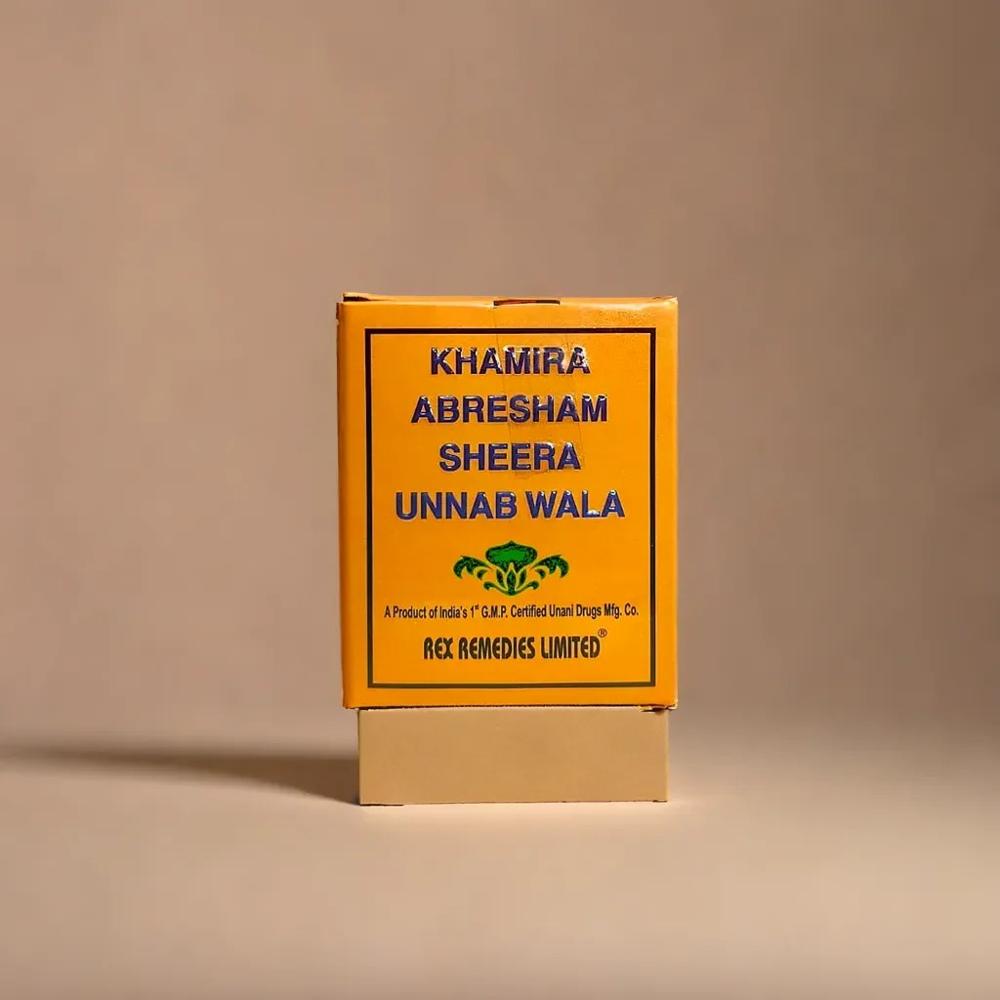 KHAMIRA
ABRESHAM
SHEERA
UNNAB WALA
A Product of India's 1st G.M.P. Certified Unani Drugs Mfg. Co.
REX REMEDIES LIMITED®